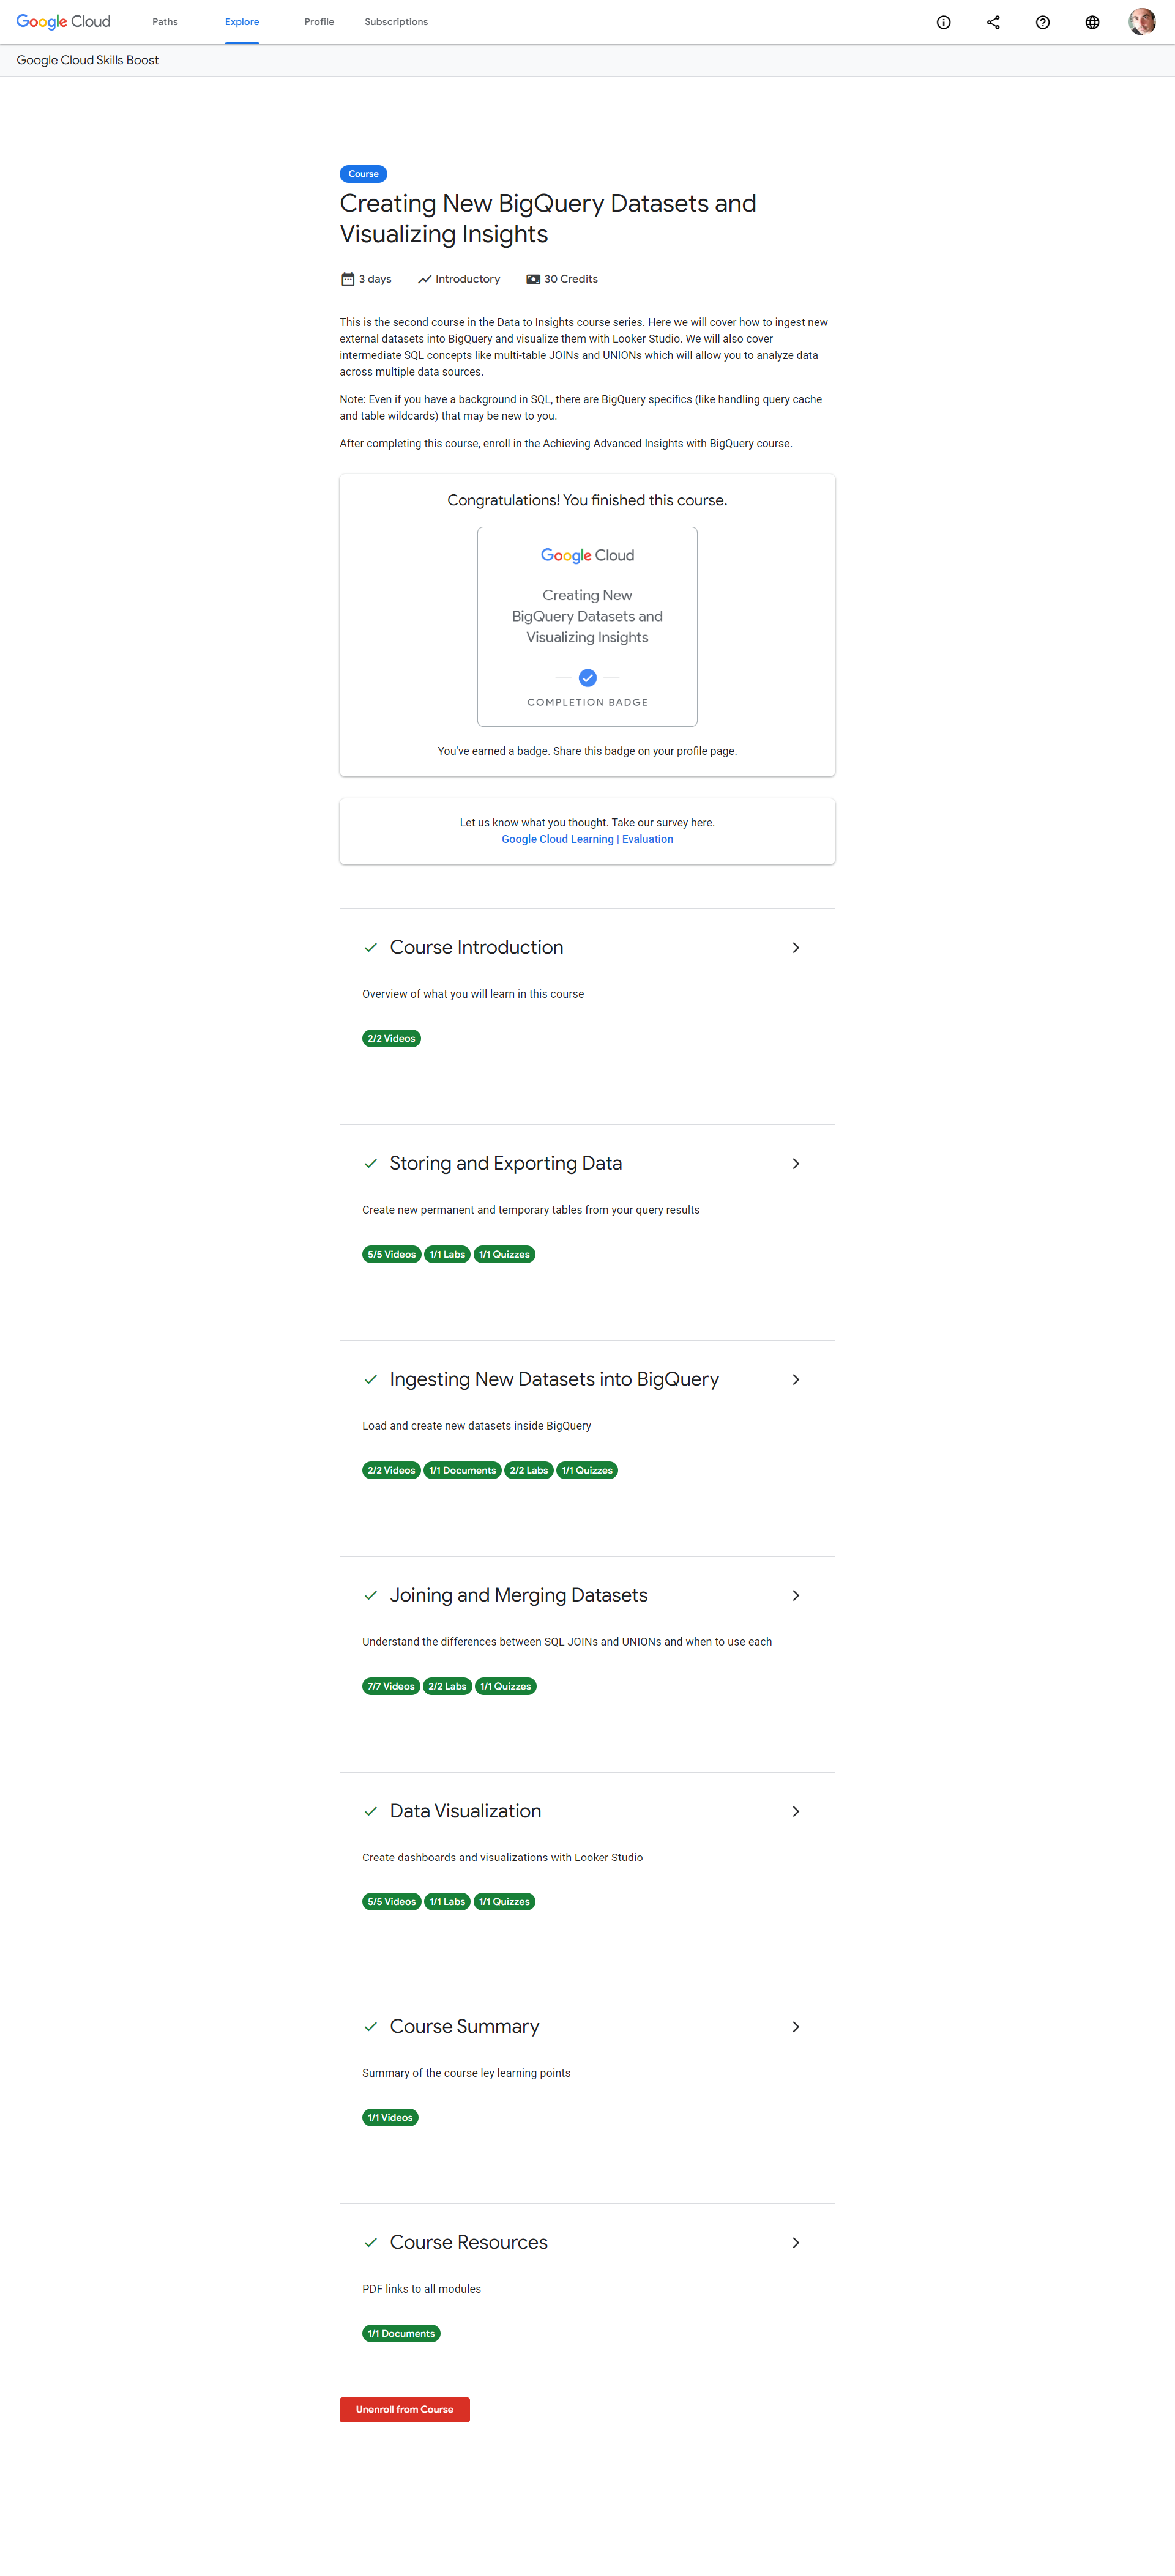 Google Cloud Paths Explore Profile Subscriptions
Google Cloud Skills Boost
Course
Creating New BigQuery Datasets and
Visualizing Insights
3 days Introductory 30 Credits
This is the second course in the Data to Insights course series. Here we will cover how to ingest new
external datasets into BigQuery and visualize them with Looker Studio. We will also cover
intermediate SQL concepts like multi-table JOINs and UNIONs which will allow you to analyze data
across multiple data sources.
Note: Even if you have a background in SQL, there are BigQuery specifics (like handling query cache
and table wildcards) that may be new to you.
After completing this course, enroll in the Achieving Advanced Insights with BigQuery course.
Congratulations! You finished this course.
Google Cloud
Creating New
BigQuery Datasets and
Visualizing Insights
COMPLETION BADGE
You've earned a badge. Share this badge on your profile page.
Let us know what you thought. Take our survey here.
Google Cloud Learning | Evaluation
Course Introduction
Overview of what you will learn in this course
2/2 Videos
Storing and Exporting Data
Create new permanent and temporary tables from your query results
5/5 Videos 1/1 Labs 1/1 Quizzes
Ingesting New Datasets into BigQuery
Load and create new datasets inside BigQuery
2/2 Videos 1/1 Documents 2/2 Labs 1/1 Quizzes
Joining and Merging Datasets
Understand the differences between SQL JOINs and UNIONs and when to use each
7/7 Videos 2/2 Labs 1/1 Quizzes
Data Visualization
Create dashboards and visualizations with Looker Studio
5/5 Videos 1/1 Labs 1/1 Quizzes
Course Summary
Summary of the course ley learning points
1/1 Videos
Course Resources
PDF links to all modules
1/1 Documents
Unenroll from Course